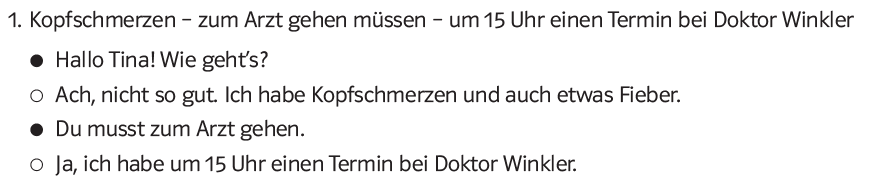 1. Kopfschmerzen – zum Arzt gehen müssen – um 15 Uhr einen Termin bei Doktor Winkler
● Hallo Tina! Wie geht's?
○ Ach, nicht so gut. Ich habe Kopfschmerzen und auch etwas Fieber.
● Du musst zum Arzt gehen.
○ Ja, ich habe um 15 Uhr einen Termin bei Doktor Winkler.